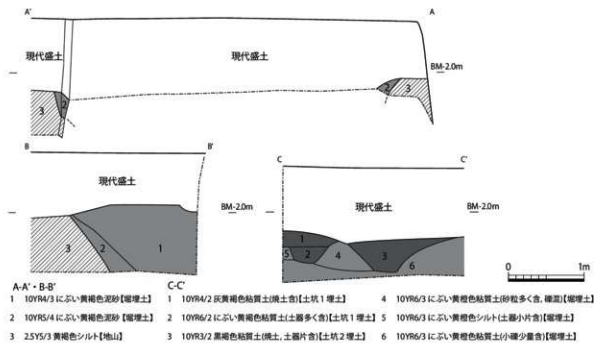 A' A
現代盛土 現代盛土
BM-2.0m
3 2 2 3
B B' C C'
現代盛土 現代盛土
BM-2.0m BM-2.0m
3 2 1 1 5 2 4 3 6
0 1m
A-A'・B-B'
1 10YR4/3 にぶい黄褐色泥砂【堀埋土】
2 10YR5/4 にぶい黄褐色泥砂【堀埋土】
3 2.5Y5/3 黄褐色シルト【地山】
C-C'
1 10YR4/2 灰黄褐色粘質土(焼土含)【土坑1埋土】
2 10YR6/2 にぶい黄橙色粘質土(土器多く含)【土坑1埋土】
3 10YR3/2 黒褐色粘質土(焼土, 土器片含)【土坑2埋土】
4 10YR6/3 にぶい黄橙色粘質土(砂粒多く含, 礫混)【堀埋土】
5 10YR6/3 にぶい黄橙色シルト(土器小片含)【堀埋土】
6 10YR6/3 にぶい黄橙色粘質土(小礫少量含)【堀埋土】